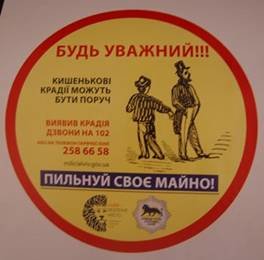 БУДЬ УВАЖНИЙ!!!
КИШЕНЬКОВІ
КРАДІЇ МОЖУТЬ
БУТИ ПОРУЧ
ВИЯВИВ КРАДІЯ
ДЗВОНИ НА 102
258 66 58
ПИЛЬНУЙ СВОЄ МАЙНО!